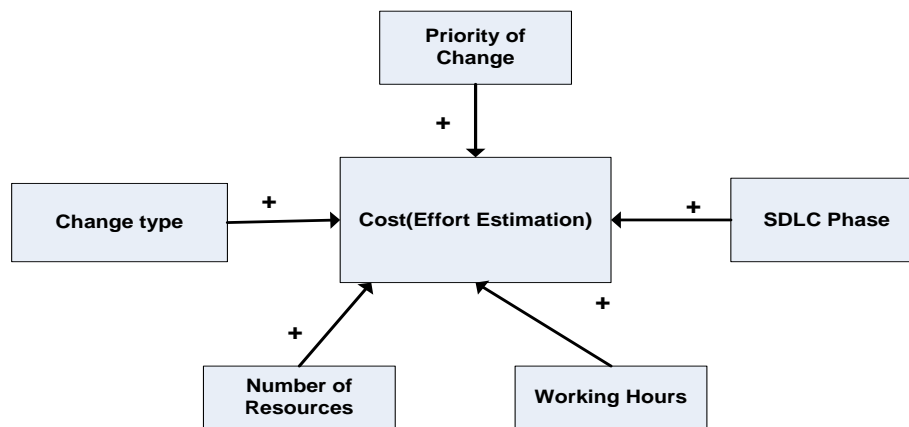 Priority of
Change
+
Change type
+
Cost(Effort Estimation)
+
SDLC Phase
+
+
Number of
Resources
Working Hours